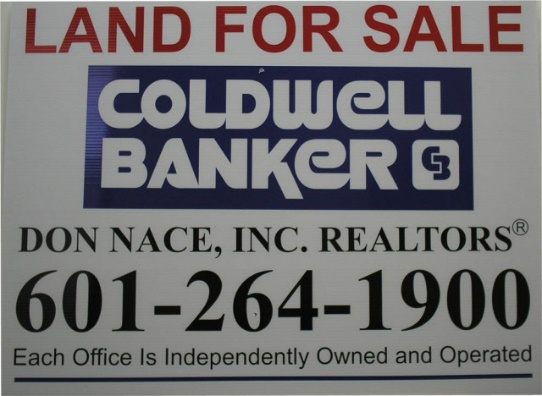 LAND FOR SALE
COLDWELL
BANKER CB
DON NACE, INC. REALTORS®
601-264-1900
Each Office Is Independently Owned and Operated